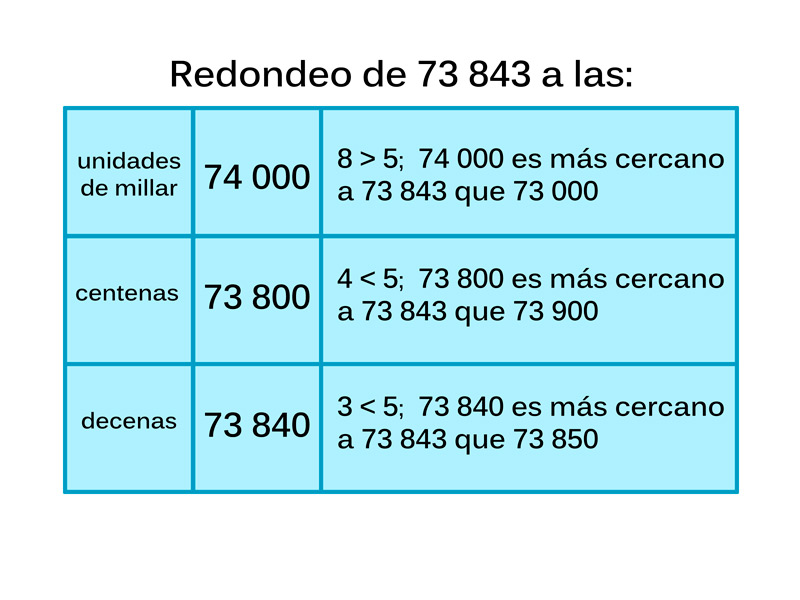 Redondeo de 73 843 a las:
unidades
de millar
74 000
8 > 5; 74 000 es más cercano
a 73 843 que 73 000
centenas
73 800
4 < 5; 73 800 es más cercano
a 73 843 que 73 900
decenas
73 840
3 < 5; 73 840 es más cercano
a 73 843 que 73 850